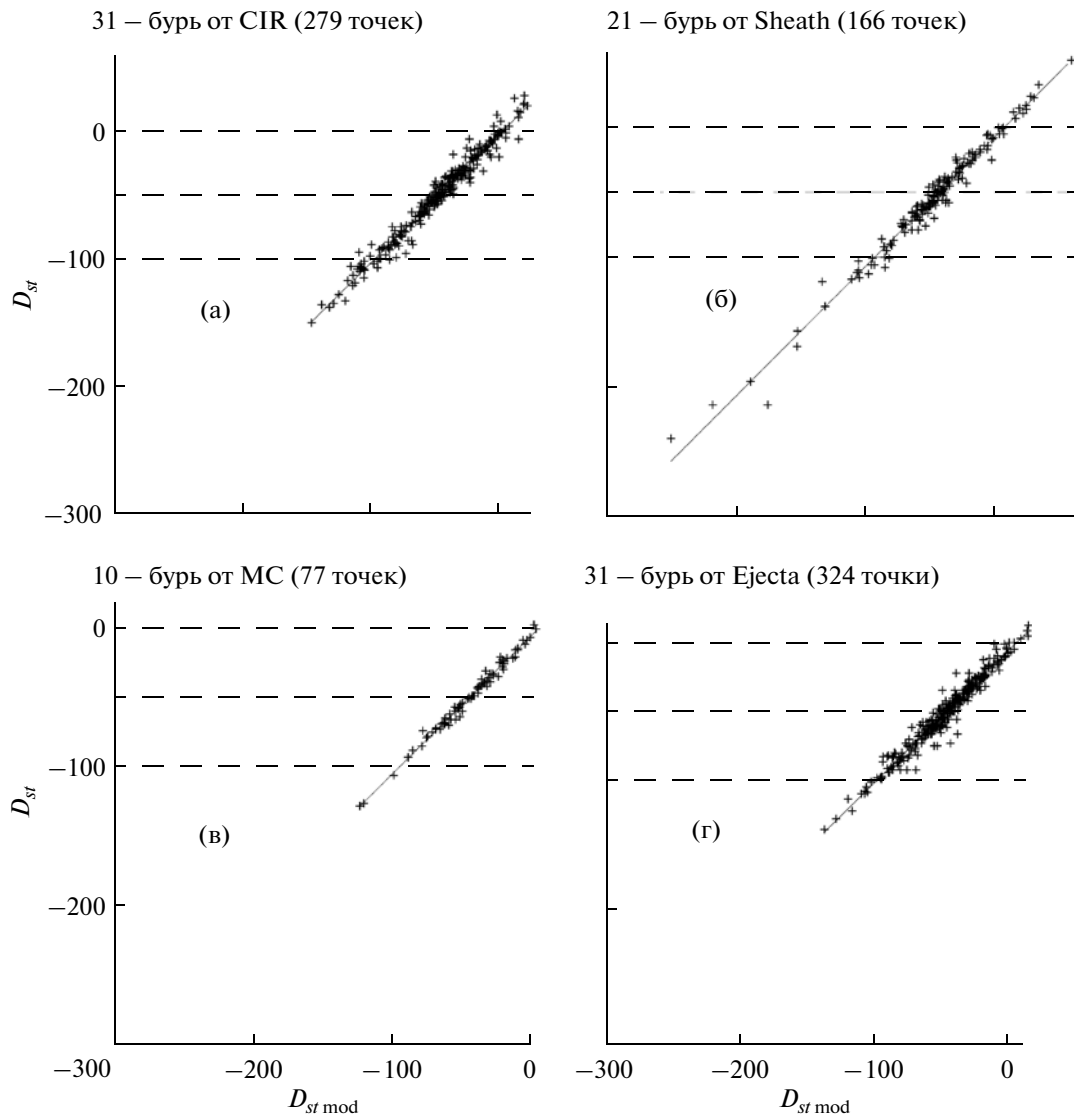 31 – бурь от CIR (279 точек)
21 – бурь от Sheath (166 точек)
0
–100
–200
–300
D_st
(а)
(б)
10 – бурь от MC (77 точек)
31 – бурь от Ejecta (324 точки)
0
–100
–200
D_st
(в)
(г)
–300
–200
–100
0
–300
–200
–100
0
D_st mod
D_st mod